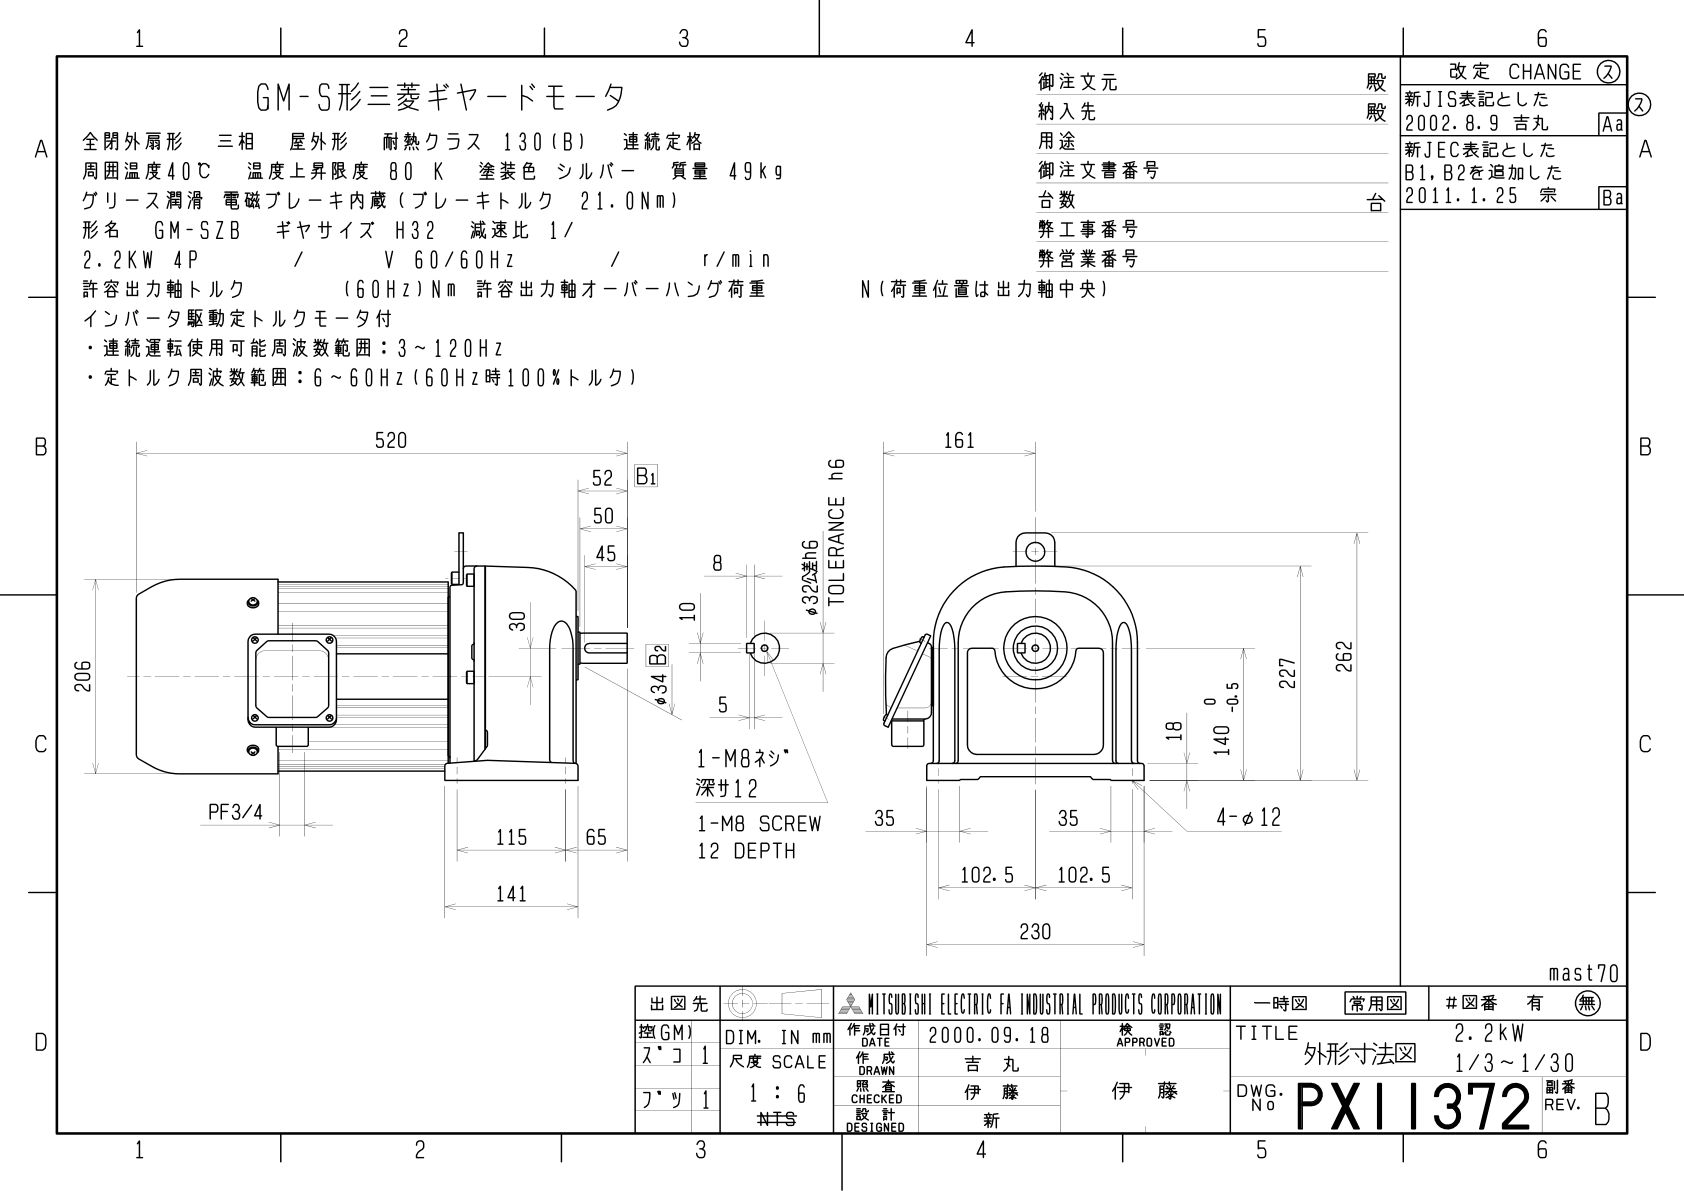 1 2 3 4 5 6
改定 CHANGE ス
新JIS表記とした
2002.8.9 吉丸 Aa
ス
新JEC表記とした
B1,B2を追加した
2011.1.25 宗 Ba
GM-S形三菱ギヤードモータ
全閉外扇形 三相 屋外形 耐熱クラス 130(B) 連続定格
周囲温度40℃ 温度上昇限度 80 K 塗装色 シルバー 質量 49kg
グリース潤滑 電磁ブレーキ内蔵(ブレーキトルク 21.0Nm)
形名 GM-SZB ギヤサイズ H32 減速比 1/
2.2KW 4P / V 60/60Hz / r/min
許容出力軸トルク (60Hz)Nm 許容出力軸オーバーハング荷重 N(荷重位置は出力軸中央)
インバータ駆動定トルクモータ付
・連続運転使用可能周波数範囲:3~120Hz
・定トルク周波数範囲:6~60Hz(60Hz時100%トルク)
御注文元 殿
納入先 殿
用途
御注文書番号
台数 台
弊工事番号
弊営業番号
A A
B B
C C
D D
520
52 B1
50
45
30
206
φ34 B2
PF3/4
115 65
141
8
10
5
φ32公差h6
TOLERANCE h6
1-M8ネジ
深サ12
1-M8 SCREW
12 DEPTH
161
262
227
140 0 -0.5
18
35 35
4-φ12
102.5 102.5
230
mast70
出図先
控(GM)
ズコ 1
ブツ 1
DIM. IN mm
尺度 SCALE
1 : 6
NTS
MITSUBISHI ELECTRIC FA INDUSTRIAL PRODUCTS CORPORATION
作成日付 DATE 2000.09.18
検認 APPROVED
作成 DRAWN 吉丸
照査 CHECKED 伊藤
伊藤
設計 DESIGNED 新
一時図 常用図 #図番 有 無
TITLE 外形寸法図
2.2kW
1/3~1/30
DWG. No PX11372
副番 REV. B
1 2 3 4 5 6